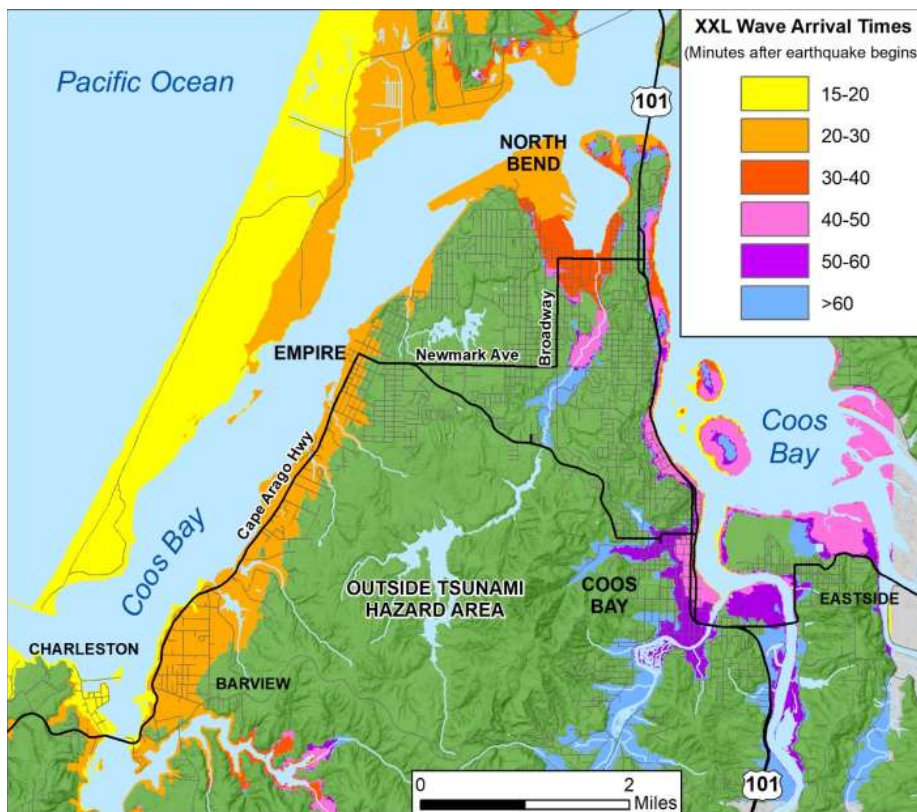 XXL Wave Arrival Times
(Minutes after earthquake begins
15-20
20-30
30-40
40-50
50-60
>60
Pacific Ocean
101
NORTH
BEND
Broadway
EMPIRE
Newmark Ave
Coos
Bay
Cape Arago Hwy
Coos Bay
OUTSIDE TSUNAMI
HAZARD AREA
COOS
BAY
EASTSIDE
CHARLESTON
BARVIEW
0
2
Miles
101